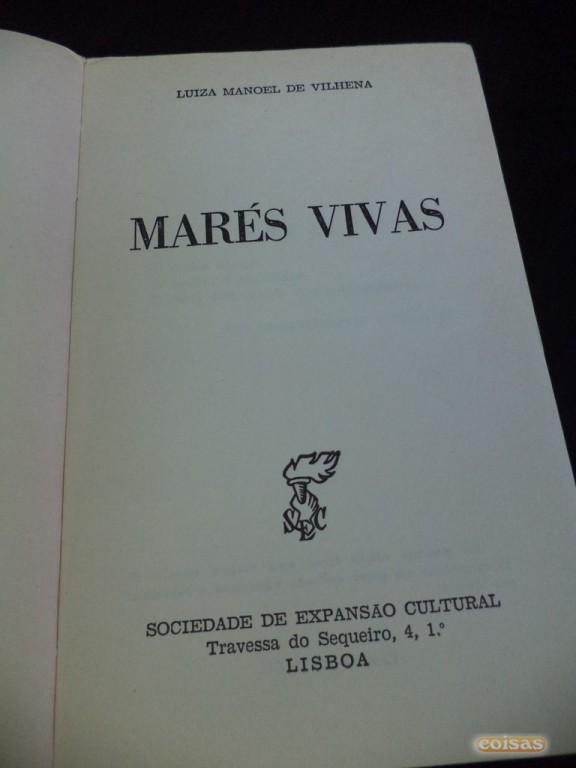 LUIZA MANOEL DE VILHENA
MARÉS VIVAS
SEC
SOCIEDADE DE EXPANSÃO CULTURAL
Travessa do Sequeiro, 4, 1.º
LISBOA
coisas